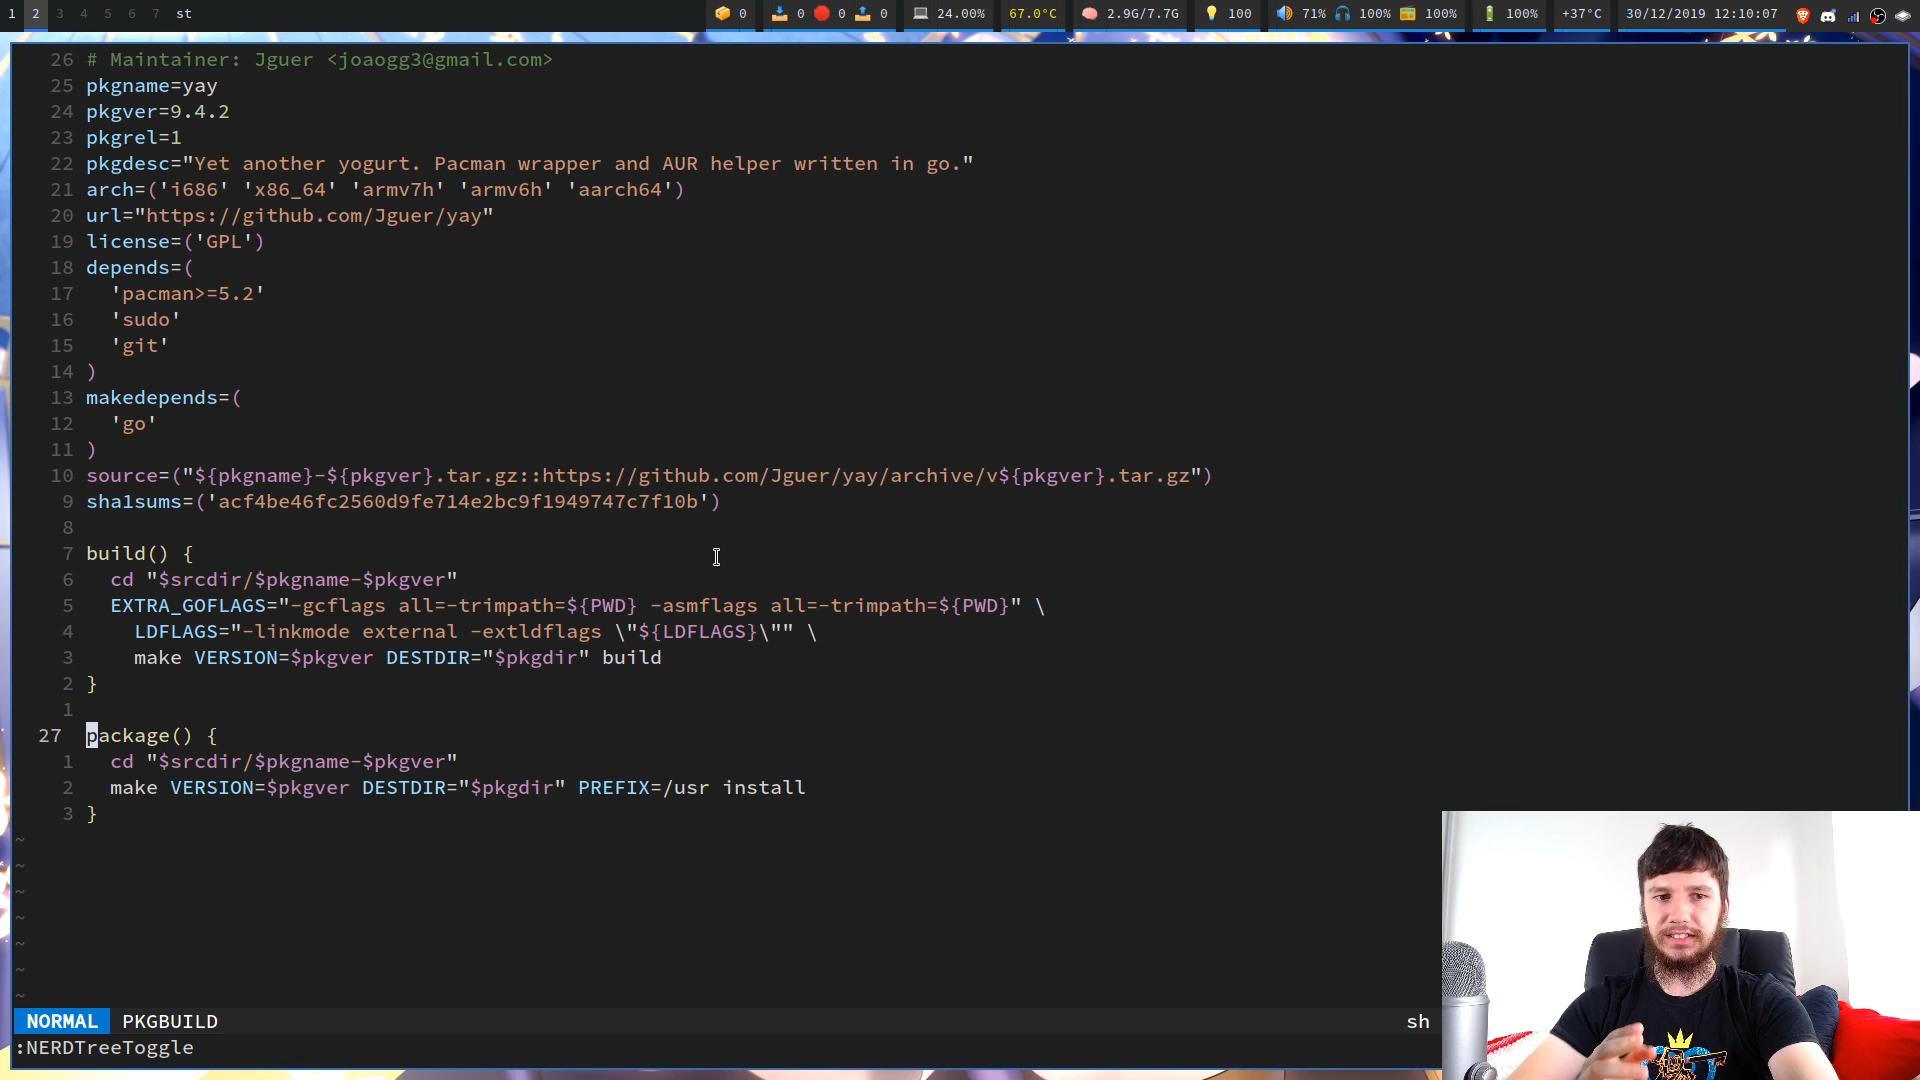 1 2 3 4 5 6 7 st 0 0 0 0 24.00% 67.0°C 2.9G/7.7G 100 71% 100% 100% 100% +37°C 30/12/2019 12:10:07
26 # Maintainer: Jguer <joaogg3@gmail.com>
25 pkgname=yay
24 pkgver=9.4.2
23 pkgrel=1
22 pkgdesc="Yet another yogurt. Pacman wrapper and AUR helper written in go."
21 arch=('i686' 'x86_64' 'armv7h' 'armv6h' 'aarch64')
20 url="https://github.com/Jguer/yay"
19 license=('GPL')
18 depends=(
17 'pacman>=5.2'
16 'sudo'
15 'git'
14 )
13 makedepends=(
12 'go'
11 )
10 source=("${pkgname}-${pkgver}.tar.gz::https://github.com/Jguer/yay/archive/v${pkgver}.tar.gz")
9 sha1sums=('acf4be46fc2560d9fe714e2bc9f1949747c7f10b')
8
7 build() {
6 cd "$srcdir/$pkgname-$pkgver"
5 EXTRA_GOFLAGS="-gcflags all=-trimpath=${PWD} -asmflags all=-trimpath=${PWD}" \
4 LDFLAGS="-linkmode external -extldflags \"${LDFLAGS}\"" \
3 make VERSION=$pkgver DESTDIR="$pkgdir" build
2 }
1
27 package() {
1 cd "$srcdir/$pkgname-$pkgver"
2 make VERSION=$pkgver DESTDIR="$pkgdir" PREFIX=/usr install
3 }
~
~
~
~
~
~
~
NORMAL PKGBUILD sh
:NERDTreeToggle